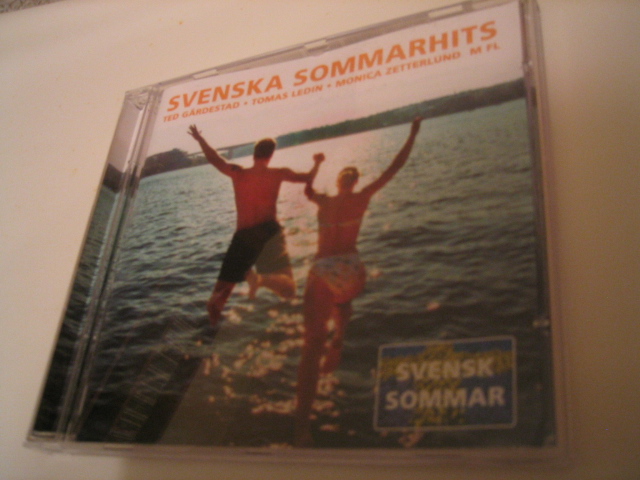 SVENSKA SOMMARHITS
TED GÄRDESTAD • TOMAS LEDIN • MONICA ZETTERLUND M FL
SVENSK
SOMMAR